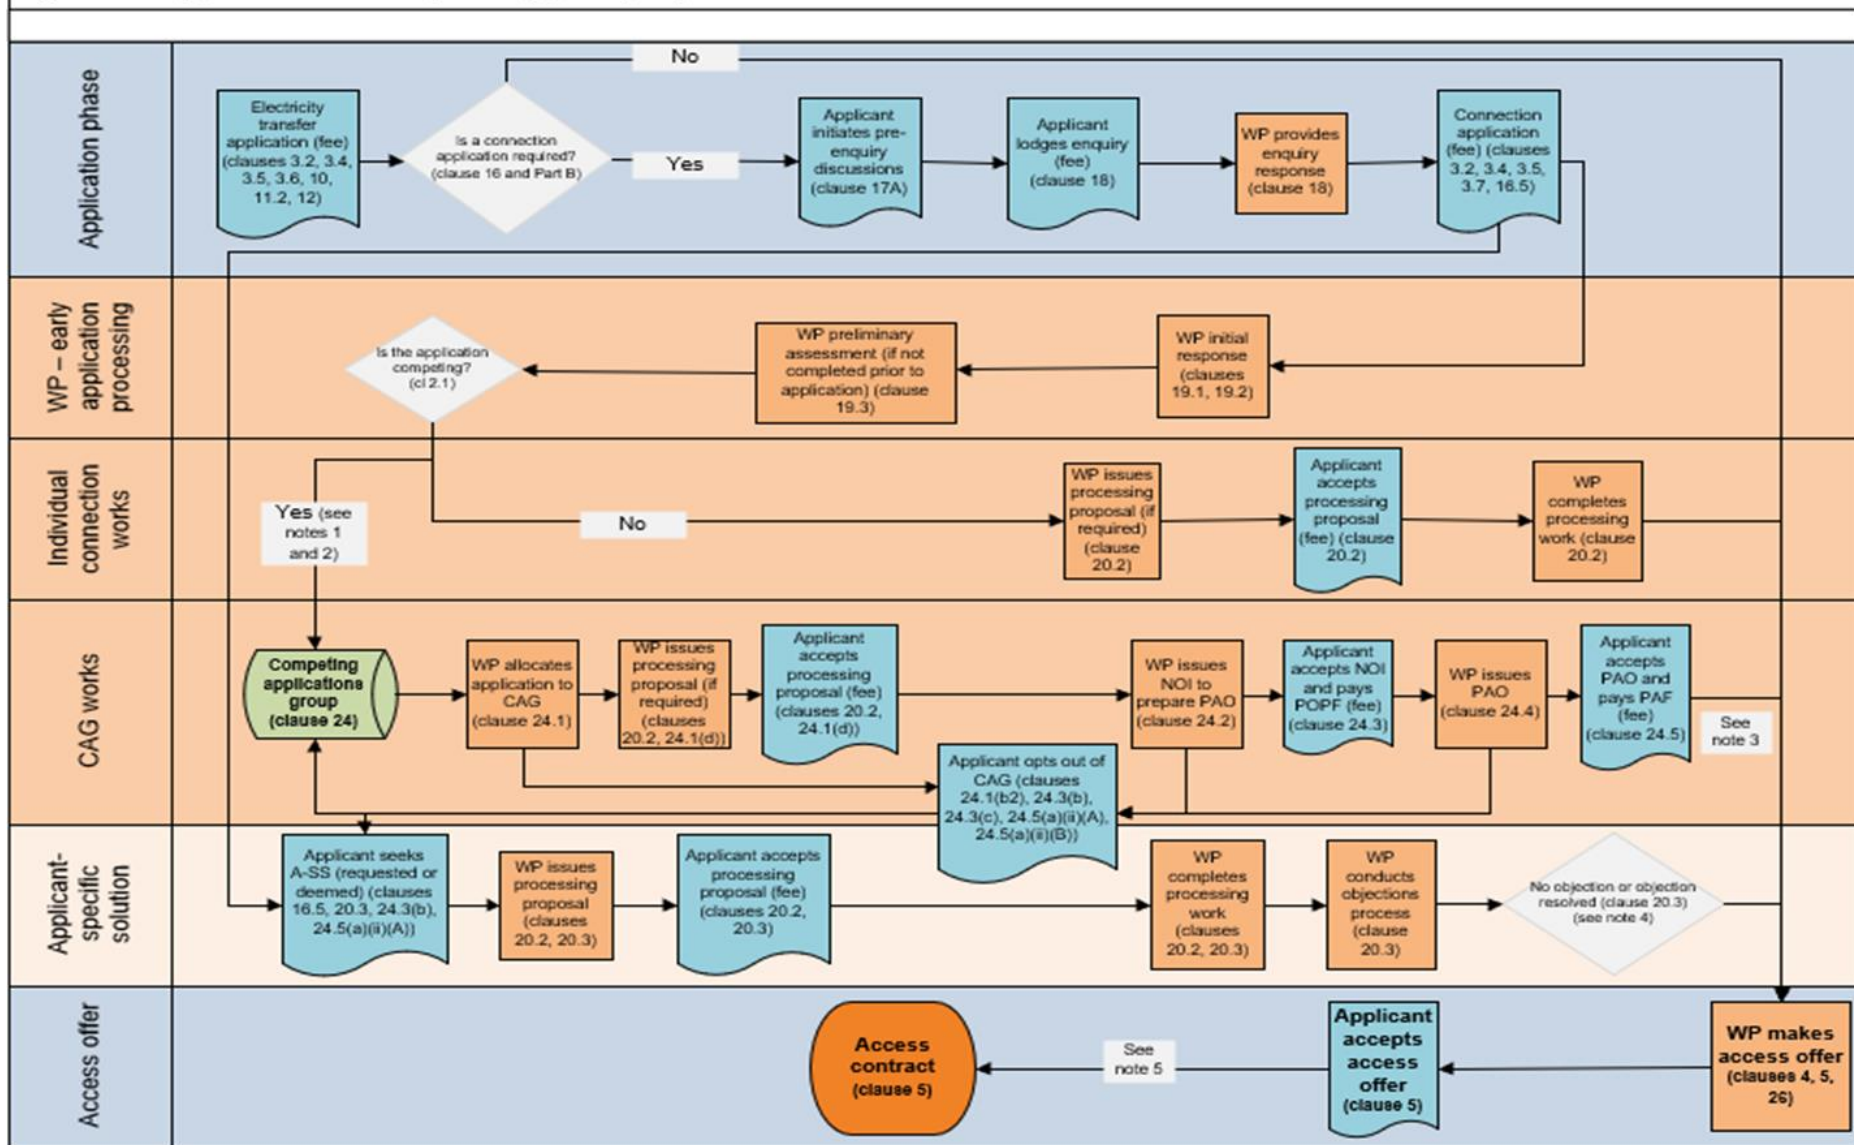 No
Application phase
Electricity
transfer
application (fee)
(clauses 3.2, 3.4,
3.5, 3.6, 10,
11.2, 12)
Is a connection
application required?
(clause 16 and Part B)
Yes
Applicant
initiates pre-
enquiry
discussions
(clause 17A)
Applicant
lodges enquiry
(fee)
(clause 18)
WP provides
enquiry
response
(clause 18)
Connection
application
(fee) (clauses
3.2, 3.4, 3.5,
3.7, 16.5)
WP – early
application
processing
Is the application
competing?
(cl 2.1)
WP preliminary
assessment (if not
completed prior to
application) (clause
19.3)
WP initial
response
(clauses
19.1, 19.2)
Individual
connection
works
Yes (see
notes 1
and 2)
No
WP issues
processing
proposal (if
required)
(clause
20.2)
Applicant
accepts
processing
proposal
(fee) (clause
20.2)
WP
completes
processing
work (clause
20.2)
CAG works
Competing
applications
group
(clause 24)
WP allocates
application to
CAG
(clause 24.1)
WP issues
processing
proposal (if
required)
(clauses
20.2, 24.1(d))
Applicant
accepts
processing
proposal (fee)
(clauses 20.2,
24.1(d))
WP issues
NOI to
prepare PAO
(clause 24.2)
Applicant
accepts NOI
and pays
POPF (fee)
(clause 24.3)
WP issues
PAO
(clause 24.4)
Applicant
accepts
PAO and
pays PAF
(fee)
(clause 24.5)
See
note 3
Applicant opts out of
CAG (clauses
24.1(b2), 24.3(b),
24.3(c), 24.5(a)(ii)(A),
24.5(a)(ii)(B))
Applicant-
specific
solution
Applicant seeks
A-SS (requested or
deemed) (clauses
16.5, 20.3, 24.3(b),
24.5(a)(ii)(A))
WP issues
processing
proposal
(clauses
20.2, 20.3)
Applicant accepts
processing
proposal (fee)
(clauses 20.2,
20.3)
WP
completes
processing
work
(clauses
20.2, 20.3)
WP
conducts
objections
process
(clause
20.3)
No objection or objection
resolved (clause 20.3)
(see note 4)
Access offer
Access
contract
(clause 5)
See
note 5
Applicant
accepts
access
offer
(clause 5)
WP makes
access offer
(clauses 4, 5,
26)